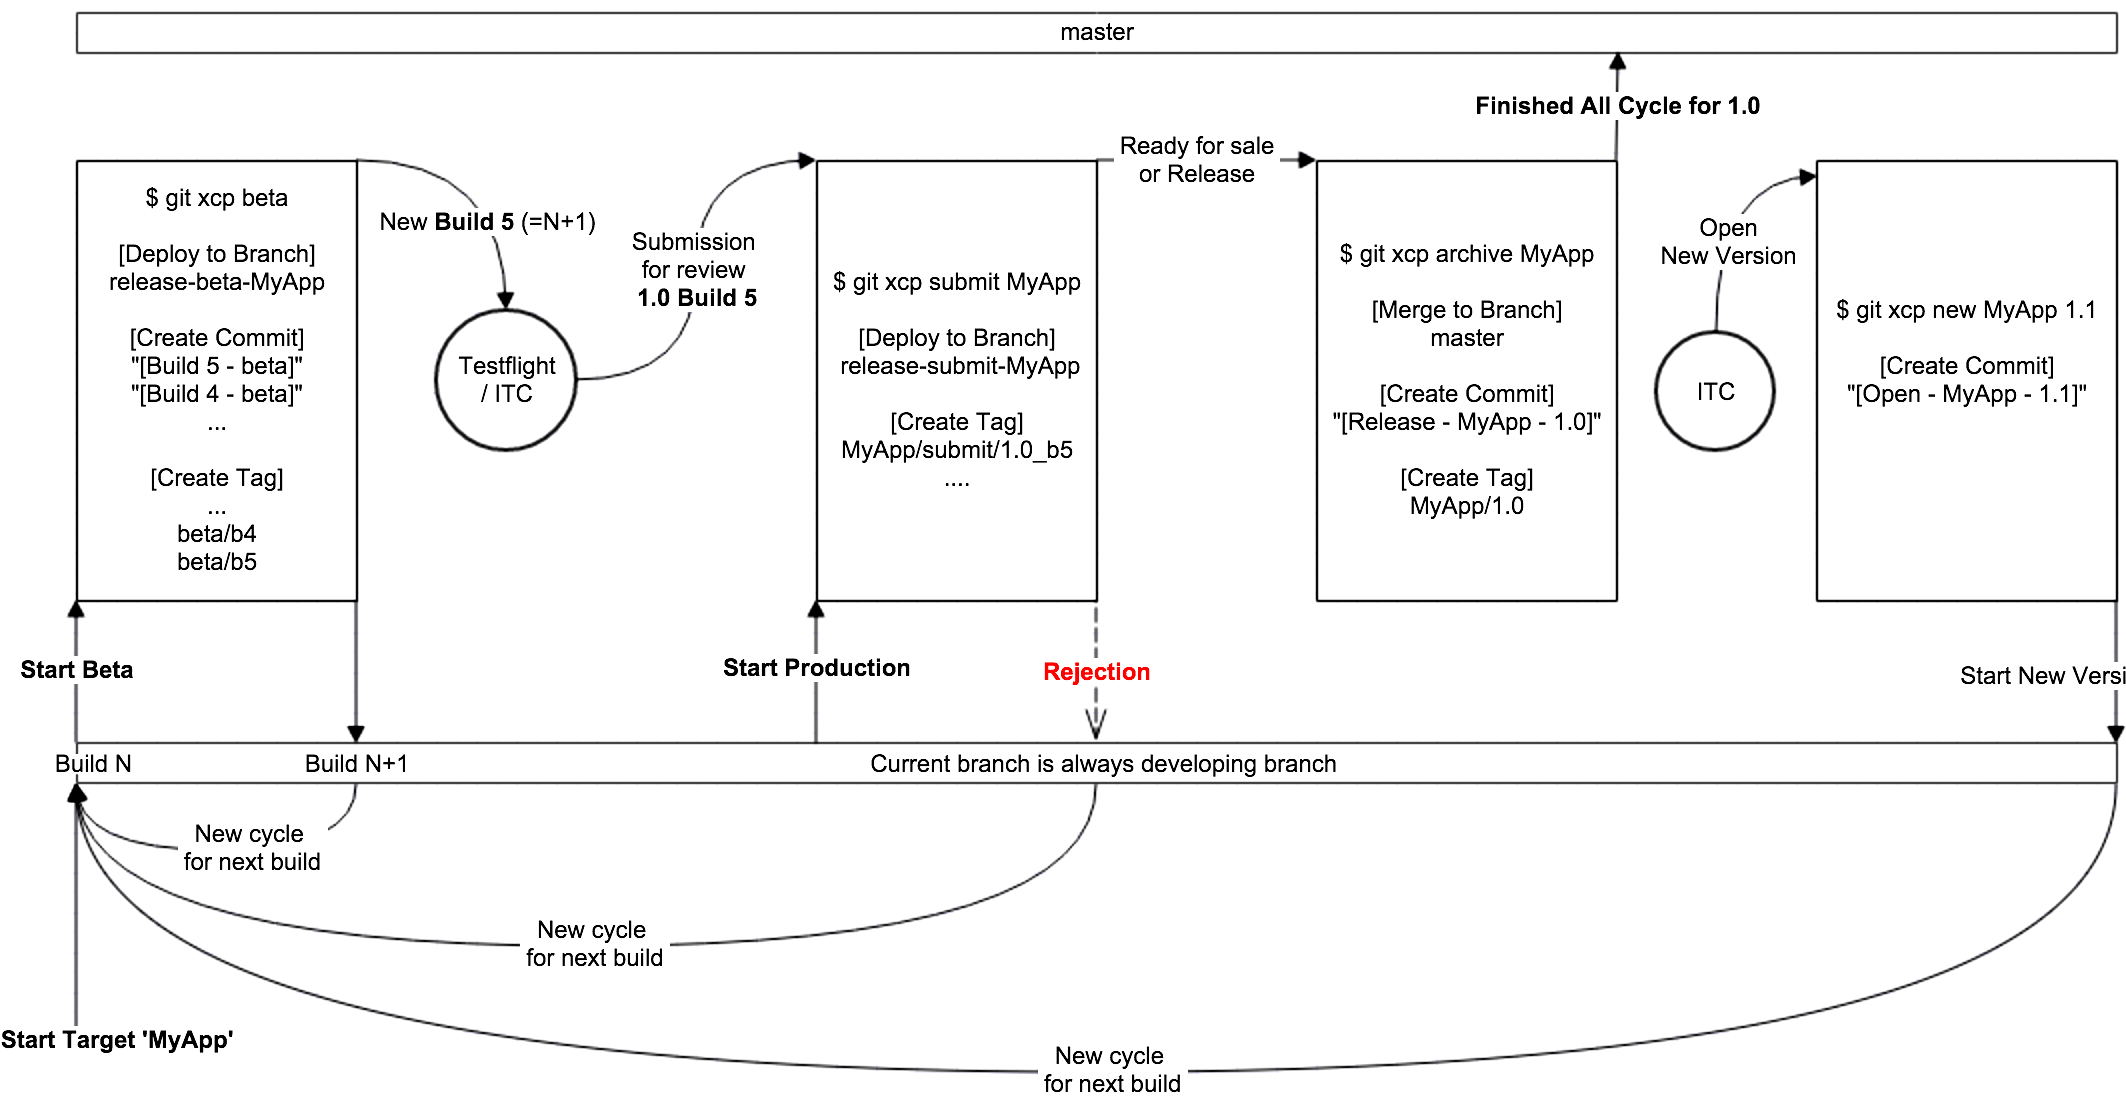 master
Finished All Cycle for 1.0
$ git xcp beta
[Deploy to Branch]
release-beta-MyApp
[Create Commit]
"[Build 5 - beta]"
"[Build 4 - beta]"
...
[Create Tag]
...
beta/b4
beta/b5
New Build 5 (=N+1)
Testflight
/ ITC
Submission
for review
1.0 Build 5
$ git xcp submit MyApp
[Deploy to Branch]
release-submit-MyApp
[Create Tag]
MyApp/submit/1.0_b5
....
Ready for sale
or Release
$ git xcp archive MyApp
[Merge to Branch]
master
[Create Commit]
"[Release - MyApp - 1.0]"
[Create Tag]
MyApp/1.0
Open
New Version
ITC
$ git xcp new MyApp 1.1
[Create Commit]
"[Open - MyApp - 1.1]"
Start Beta
Start Production
Rejection
Start New Versi
Build N
Build N+1
Current branch is always developing branch
New cycle
for next build
New cycle
for next build
Start Target 'MyApp'
New cycle
for next build